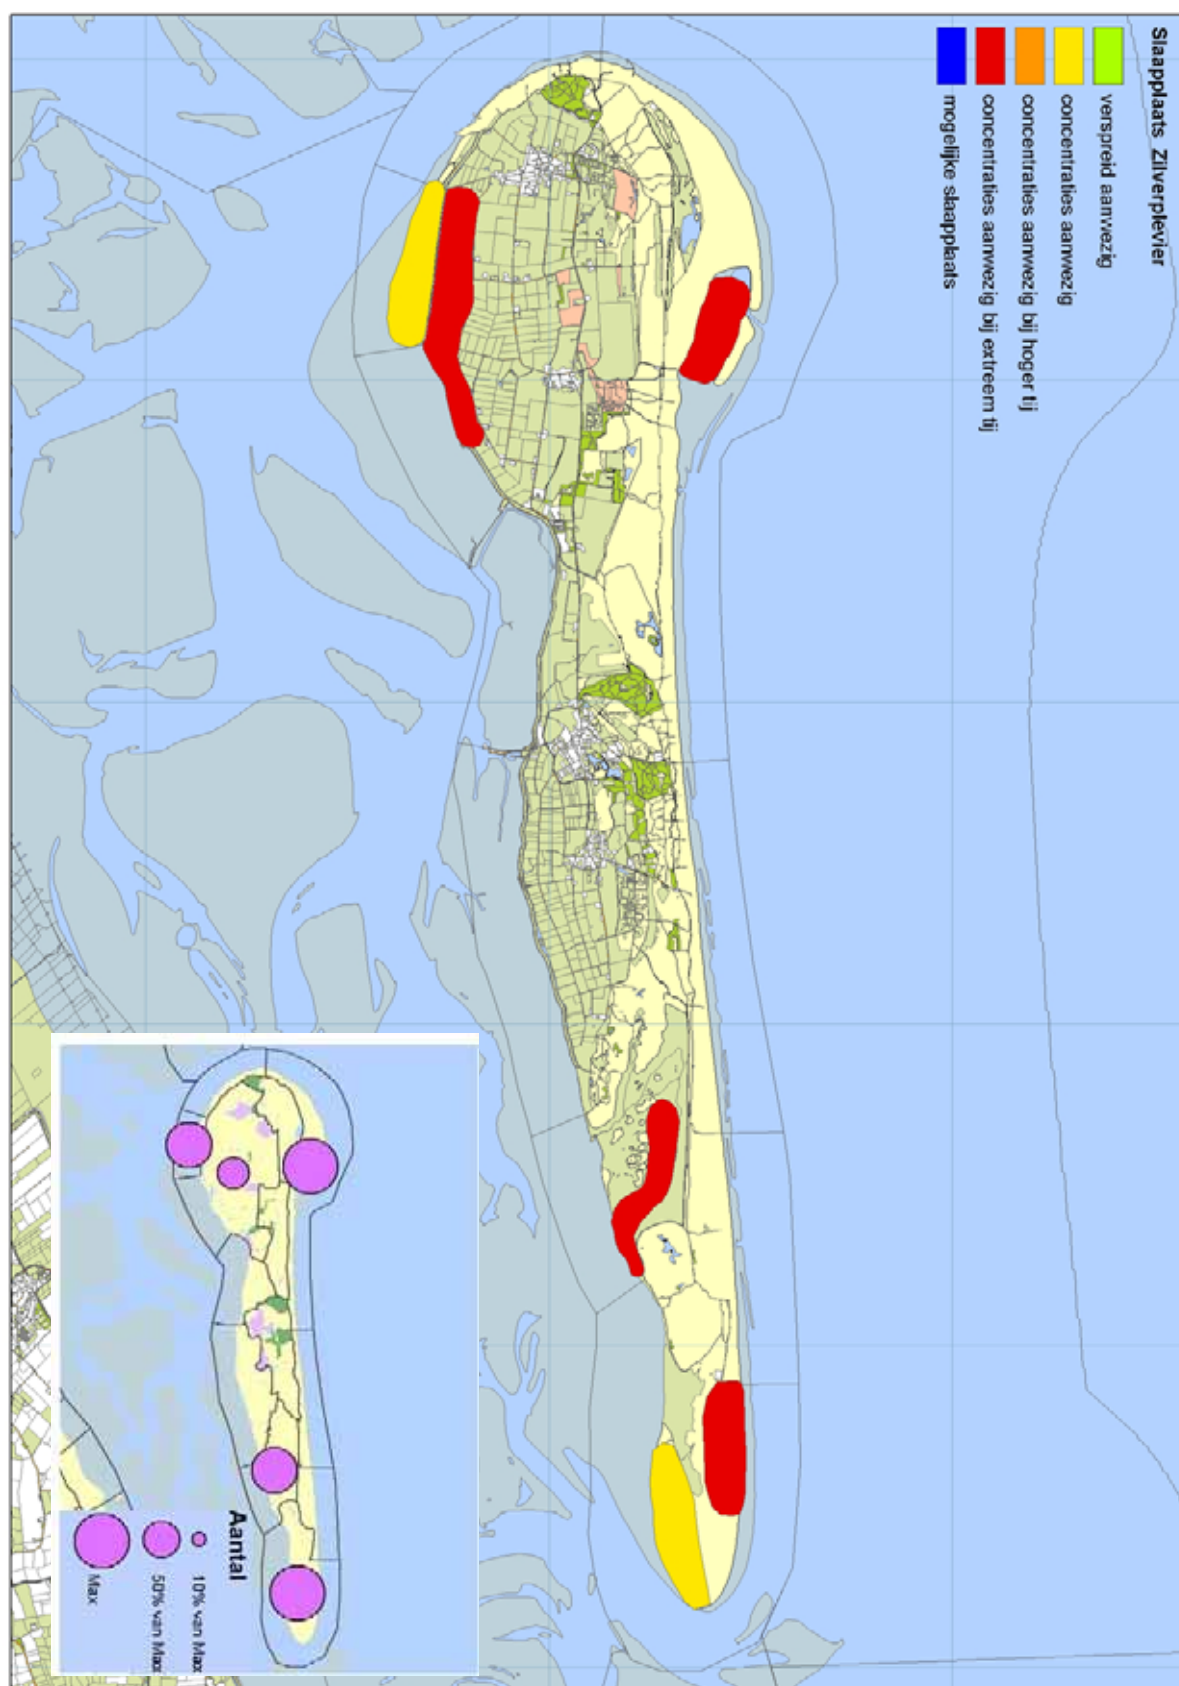 Slaapplaats Zilverplevier
verspreid aanwezig
concentraties aanwezig
concentraties aanwezig bij hoger tij
concentraties aanwezig bij extreem tij
mogelijke slaapplaats
Aantal
10% van Max
50% van Max
Max